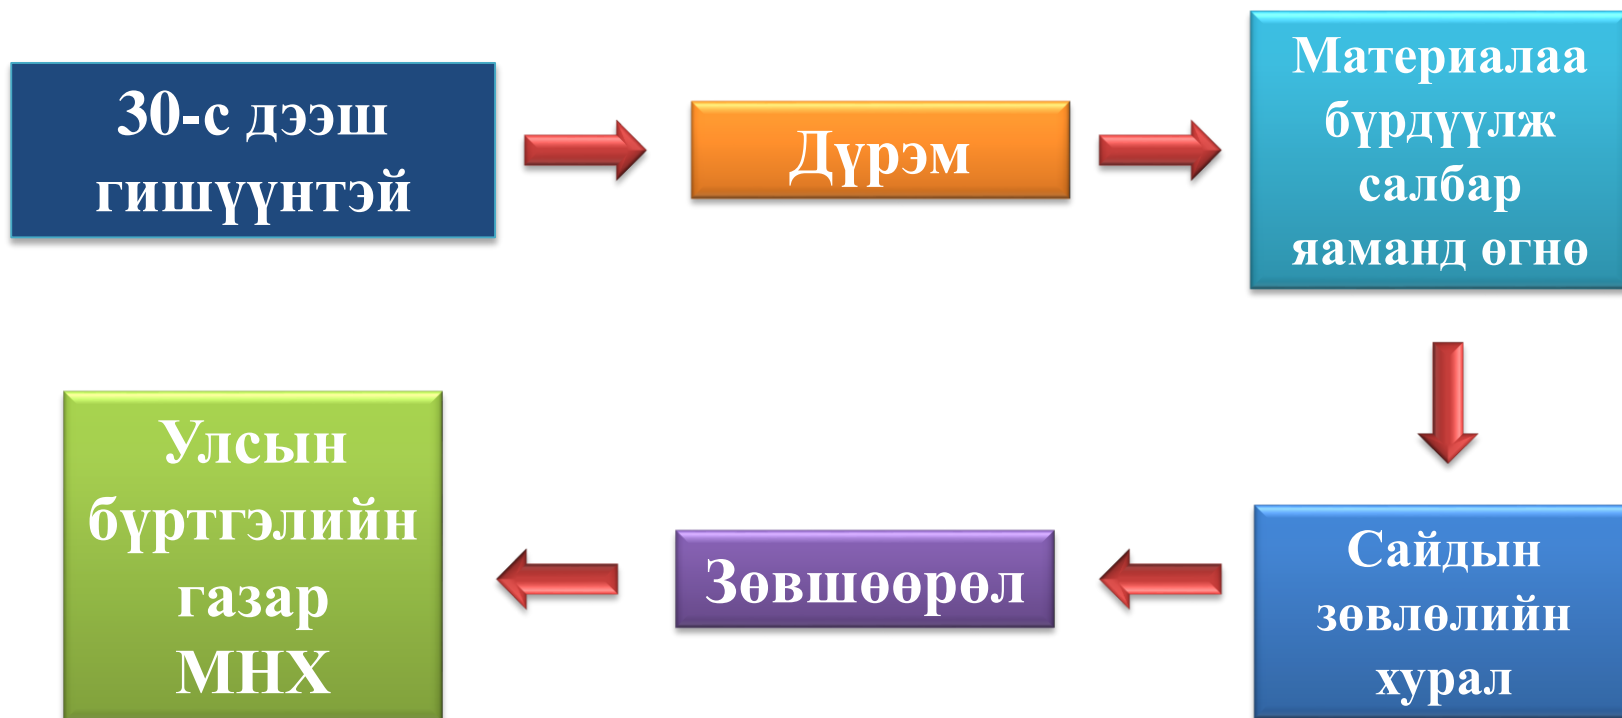 30-с дээш
гишүүнтэй
Дүрэм
Материалаа
бүрдүүлж
салбар
яаманд өгнө
Сайдын
зөвлөлийн
хурал
Зөвшөөрөл
Улсын
бүртгэлийн
газар
МНХ